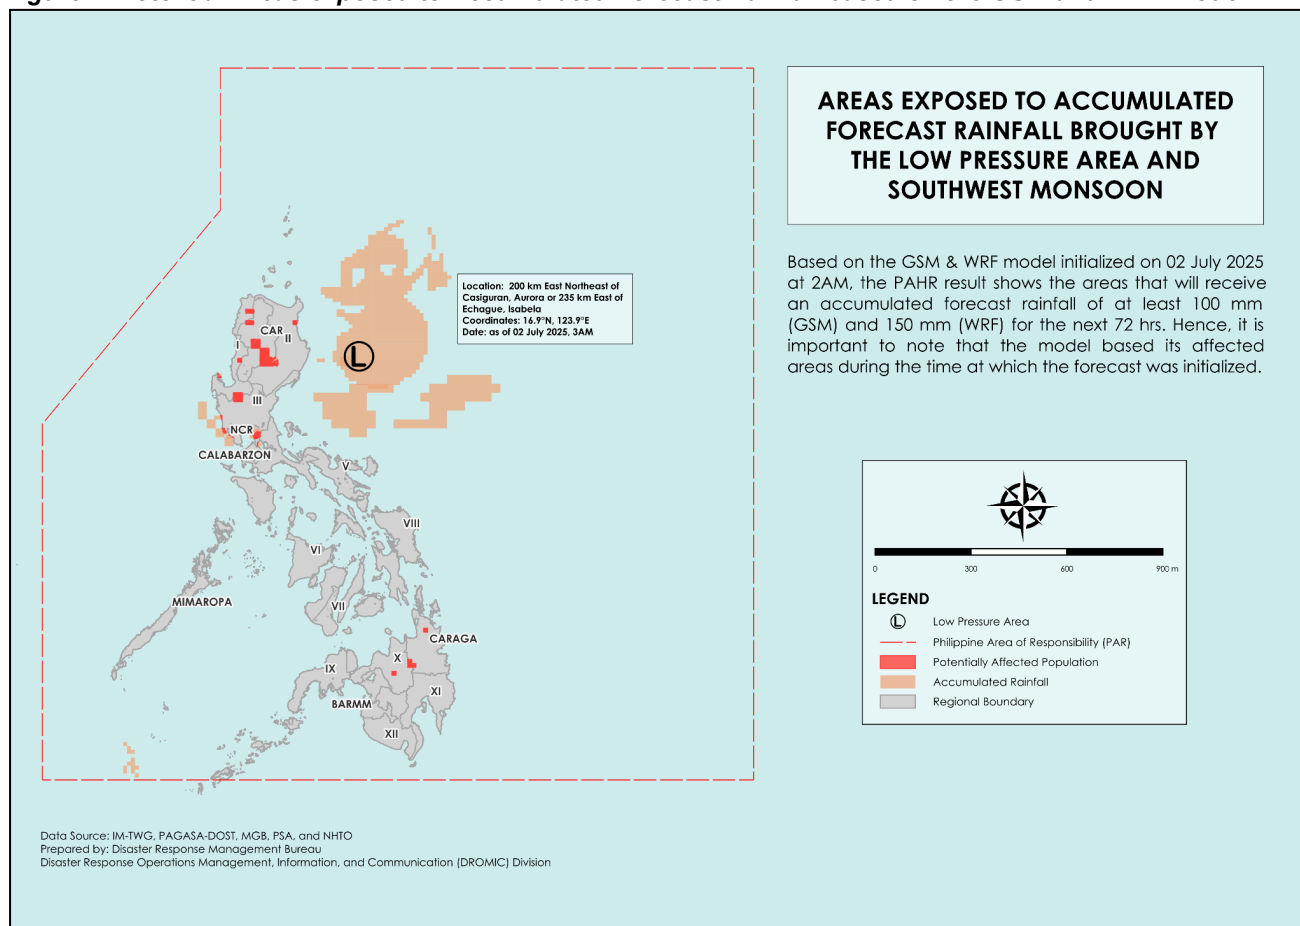 AREAS EXPOSED TO ACCUMULATED
FORECAST RAINFALL BROUGHT BY
THE LOW PRESSURE AREA AND
SOUTHWEST MONSOON
Based on the GSM & WRF model initialized on 02 July 2025
at 2AM, the PAHR result shows the areas that will receive
an accumulated forecast rainfall of at least 100 mm
(GSM) and 150 mm (WRF) for the next 72 hrs. Hence, it is
important to note that the model based its affected
areas during the time at which the forecast was initialized.
Location: 200 km East Northeast of
Casiguran, Aurora or 235 km East of
Echague, Isabela
Coordinates: 16.9°N, 123.9°E
Date: as of 02 July 2025, 3AM
L
CAR
II
I
III
NCR
CALABARZON
V
VIII
VI
MIMAROPA
VII
CARAGA
X
IX
XI
BARMM
XII
0 300 600 900 m
LEGEND
L Low Pressure Area
Philippine Area of Responsibility (PAR)
Potentially Affected Population
Accumulated Rainfall
Regional Boundary
Data Source: IM-TWG, PAGASA-DOST, MGB, PSA, and NHTO
Prepared by: Disaster Response Management Bureau
Disaster Response Operations Management, Information, and Communication (DROMIC) Division